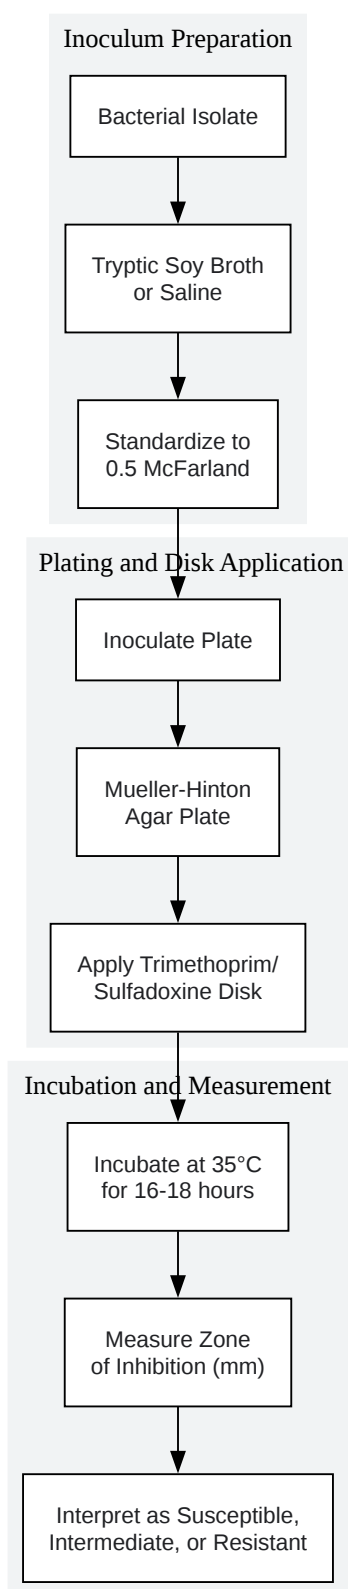 Inoculum Preparation
Bacterial Isolate
Tryptic Soy Broth
or Saline
Standardize to
0.5 McFarland
Plating and Disk Application
Inoculate Plate
Mueller-Hinton
Agar Plate
Apply Trimethoprim/
Sulfadoxine Disk
Incubation and Measurement
Incubate at 35°C
for 16-18 hours
Measure Zone
of Inhibition (mm)
Interpret as Susceptible,
Intermediate, or Resistant